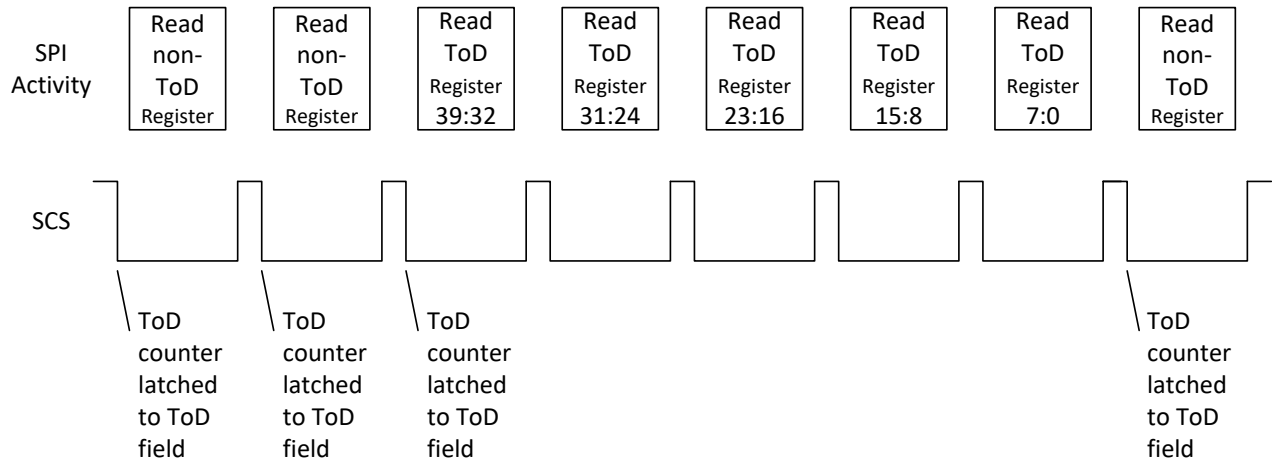 SPI
Activity
Read
non-
ToD
Register
Read
non-
ToD
Register
Read
ToD
Register
39:32
Read
ToD
Register
31:24
Read
ToD
Register
23:16
Read
ToD
Register
15:8
Read
ToD
Register
7:0
Read
non-
ToD
Register
SCS
ToD
counter
latched
to ToD
field
ToD
counter
latched
to ToD
field
ToD
counter
latched
to ToD
field
ToD
counter
latched
to ToD
field